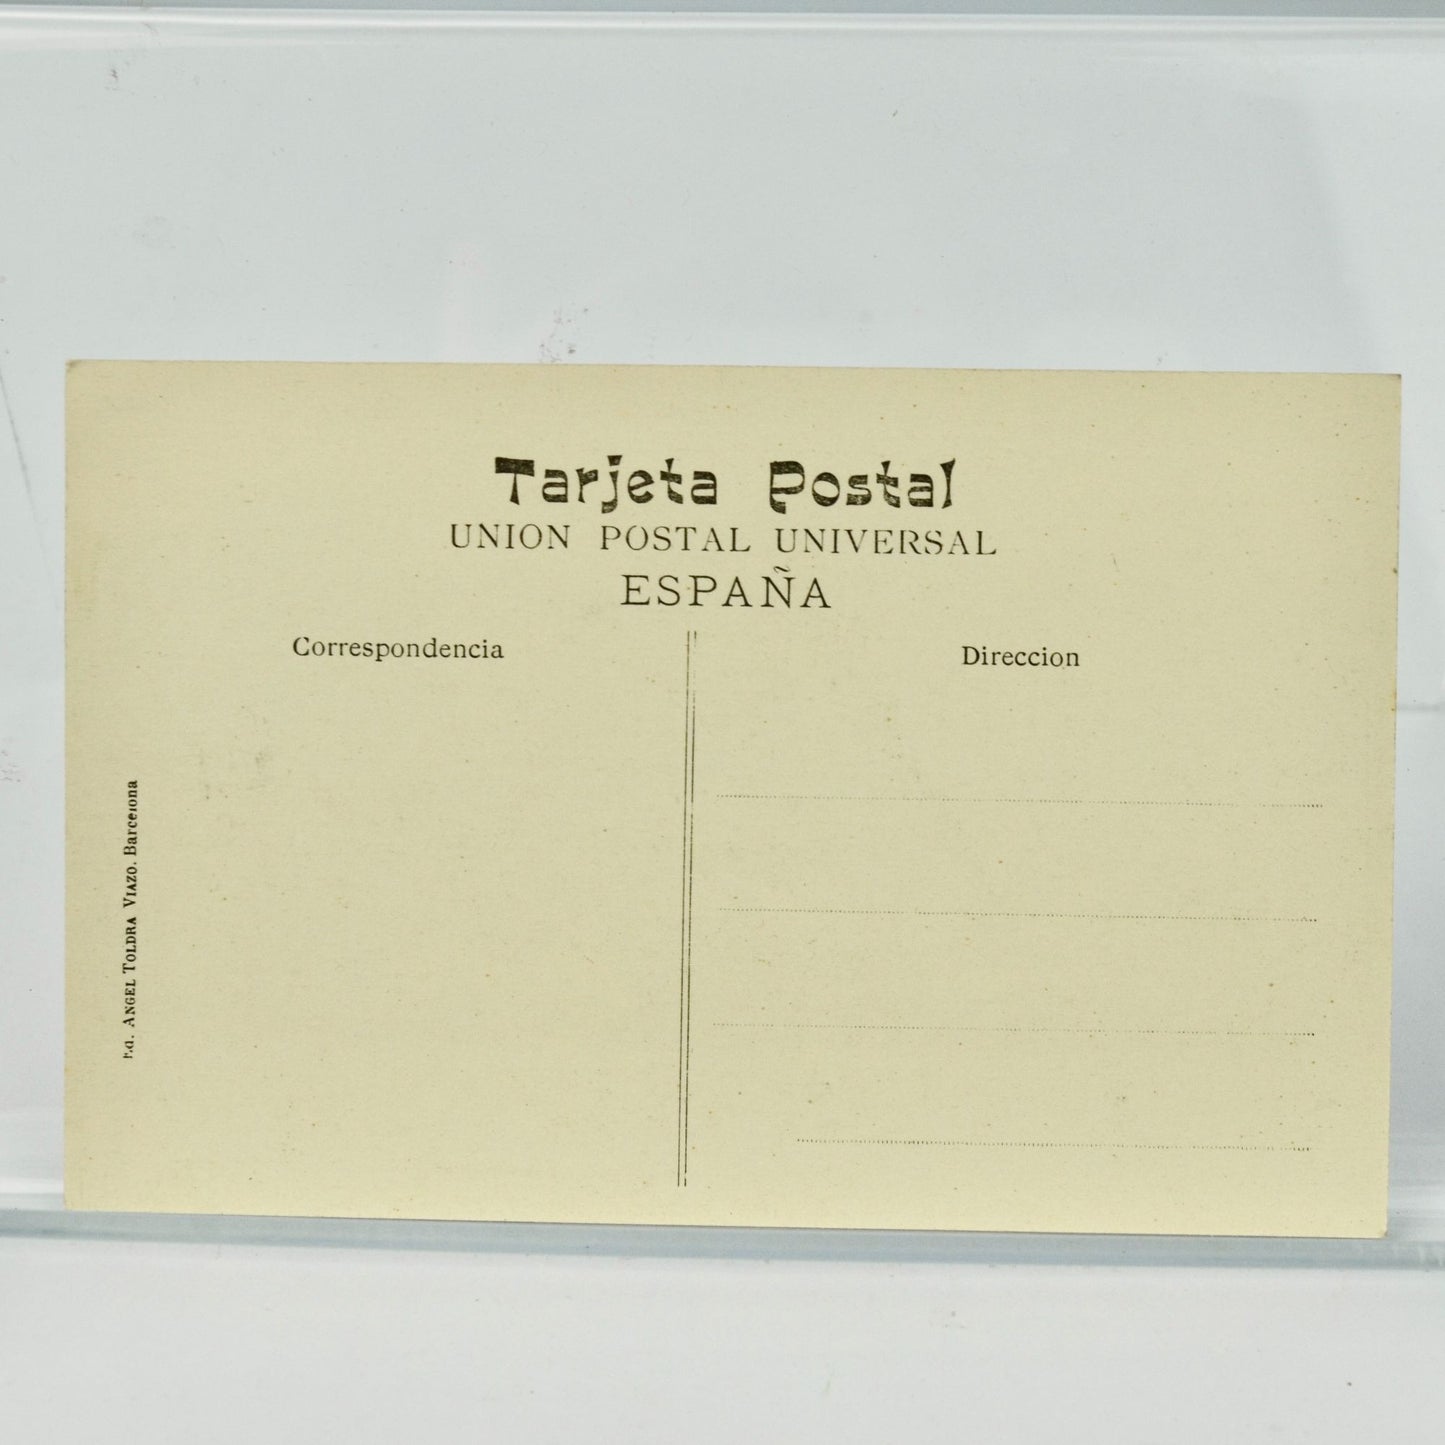 Tarjeta Postal
UNION POSTAL UNIVERSAL
ESPAÑA
Correspondencia
Direccion
Ed. ANGEL TOLDRA VIAZO. Barcelona